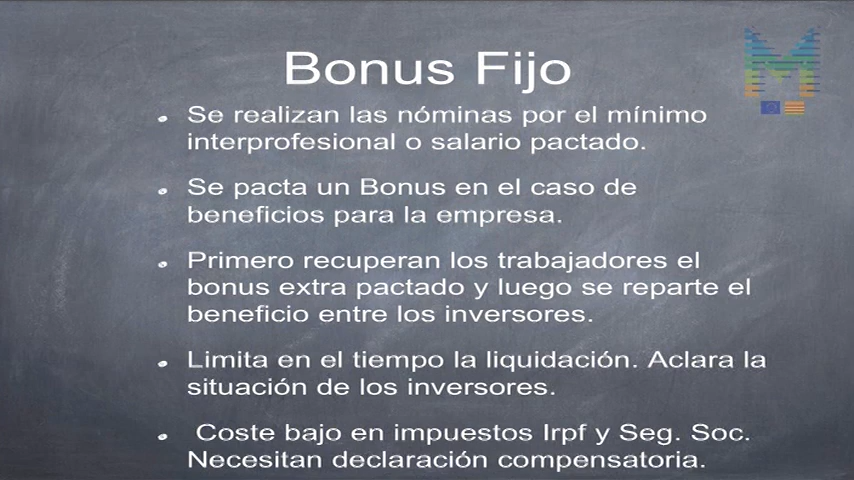 Bonus Fijo
Se realizan las nóminas por el mínimo
interprofesional o salario pactado.
Se pacta un Bonus en el caso de
beneficios para la empresa.
Primero recuperan los trabajadores el
bonus extra pactado y luego se reparte el
beneficio entre los inversores.
Limita en el tiempo la liquidación. Aclara la
situación de los inversores.
Coste bajo en impuestos Irpf y Seg. Soc.
Necesitan declaración compensatoria.